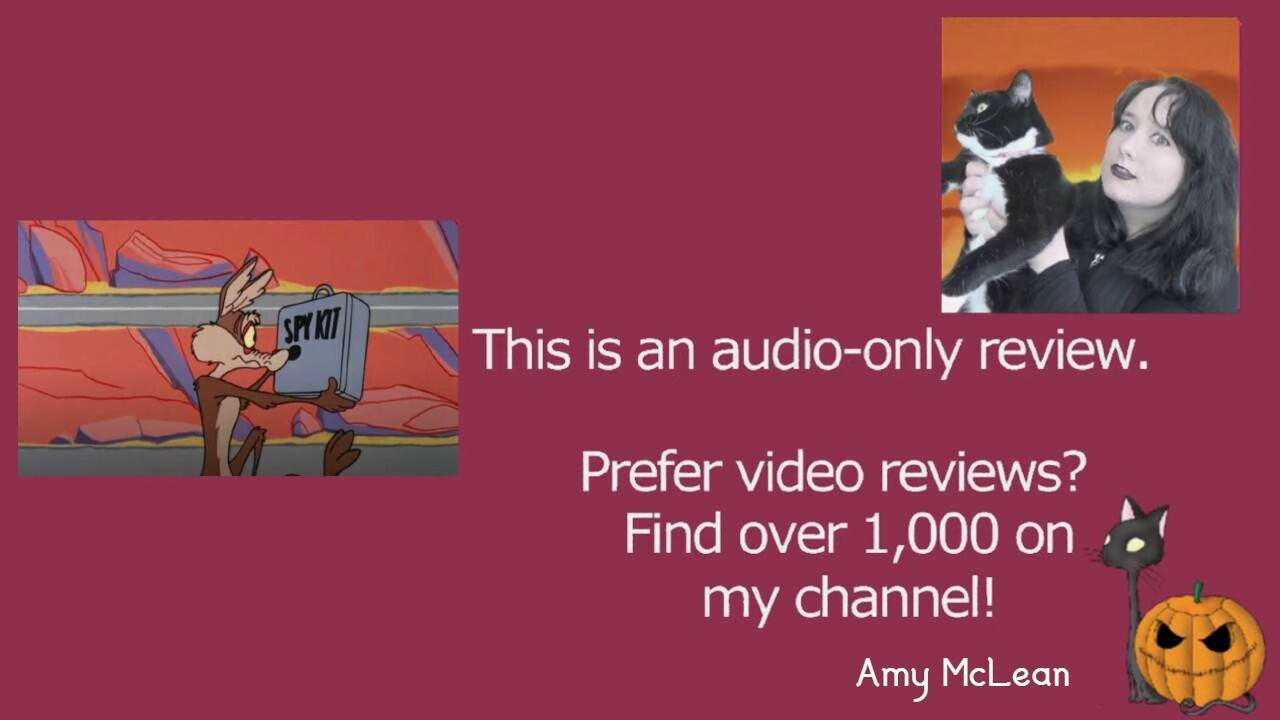 SPY KIT
This is an audio-only review.
Prefer video reviews?
Find over 1,000 on
my channel!
Amy McLean